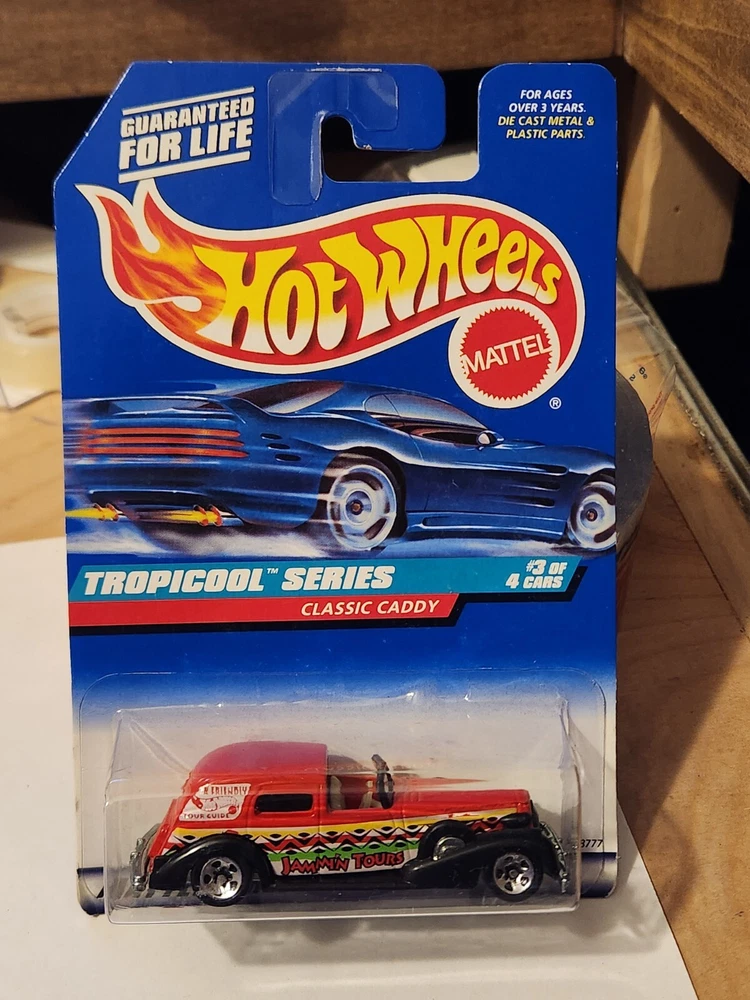 GUARANTEED
FOR LIFE
FOR AGES
OVER 3 YEARS.
DIE CAST METAL &
PLASTIC PARTS.
HOT WHEELS
MATTEL
®
TROPICOOL™ SERIES
#3 OF
4 CARS
CLASSIC CADDY
& FRIENDLY
TOUR GUIDE
JAMMIN TOURS